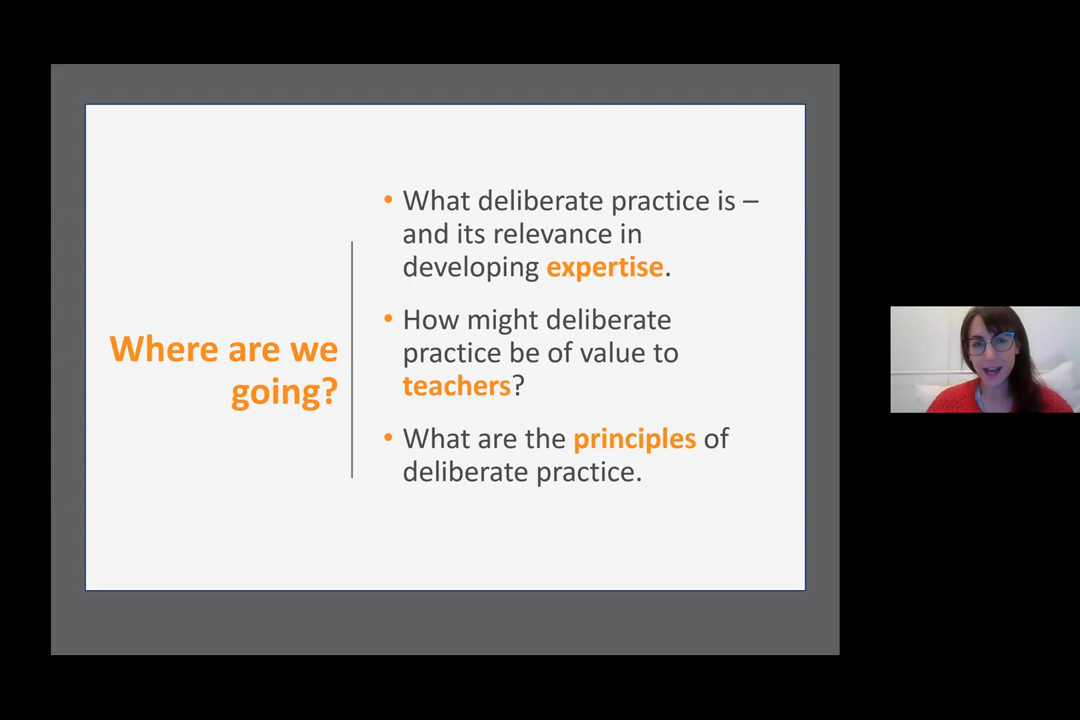 Where are we
going?
• What deliberate practice is –
and its relevance in
developing expertise.
• How might deliberate
practice be of value to
teachers?
• What are the principles of
deliberate practice.